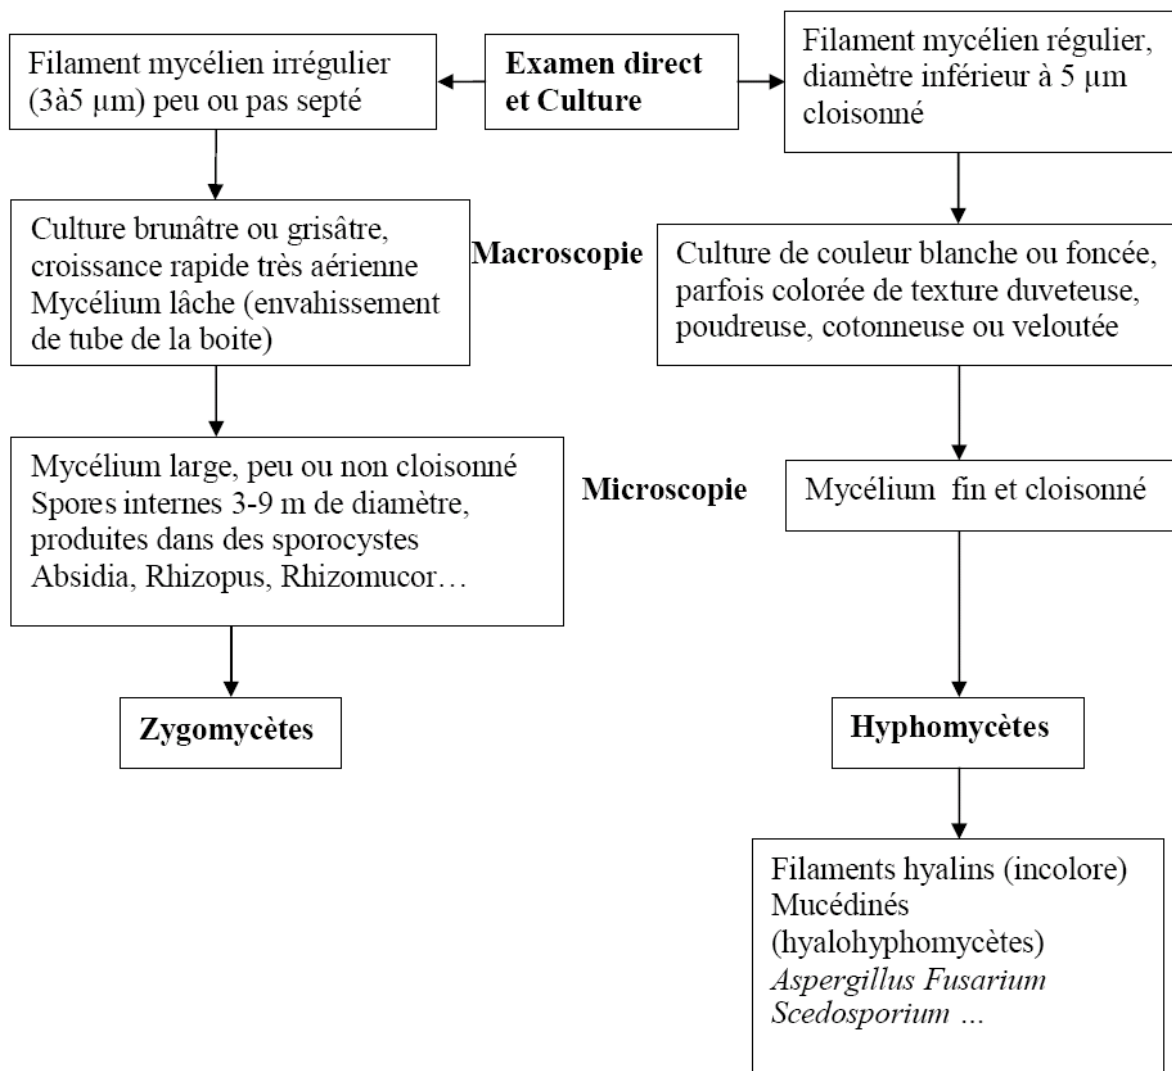 Filament mycélien irrégulier
(3à5 µm) peu ou pas septé
Examen direct
et Culture
Filament mycélien régulier,
diamètre inférieur à 5 µm
cloisonné
Culture brunâtre ou grisâtre,
croissance rapide très aérienne
Mycélium lâche (envahissement
de tube de la boite)
Macroscopie
Culture de couleur blanche ou foncée,
parfois colorée de texture duveteuse,
poudreuse, cotonneuse ou veloutée
Mycélium large, peu ou non cloisonné
Spores internes 3-9 m de diamètre,
produites dans des sporocystes
Absidia, Rhizopus, Rhizomucor…
Microscopie
Mycélium fin et cloisonné
Zygomycètes
Hyphomycètes
Filaments hyalins (incolore)
Mucédinés
(hyalohyphomycètes)
Aspergillus Fusarium
Scedosporium …